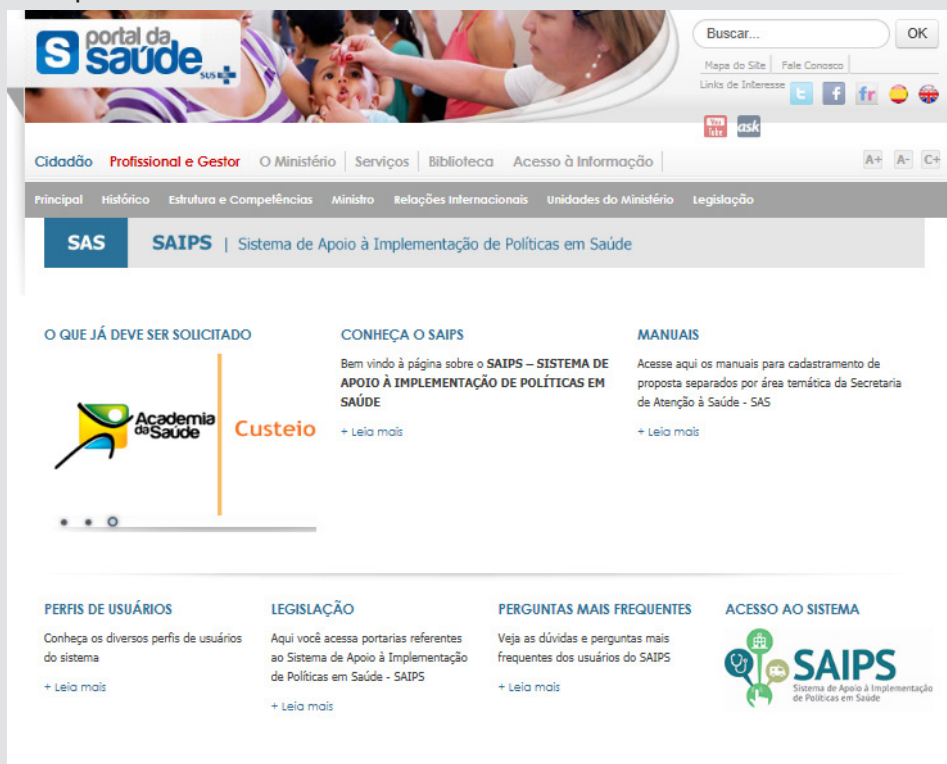 portal da
saúde
SUS
Buscar...
OK
Mapa do Site
Fale Conosco
Links de Interesse
t
f
fr
You
Tube
ask
Cidadão
Profissional e Gestor
O Ministério
Serviços
Biblioteca
Acesso à Informação
A+
A-
C+
Principal
Histórico
Estrutura e Competências
Ministro
Relações Internacionais
Unidades do Ministério
Legislação
SAS
SAIPS | Sistema de Apoio à Implementação de Políticas em Saúde
O QUE JÁ DEVE SER SOLICITADO
Academia
da Saúde
Custeio
CONHEÇA O SAIPS
Bem vindo à página sobre o SAIPS – SISTEMA DE
APOIO À IMPLEMENTAÇÃO DE POLÍTICAS EM
SAÚDE
+ Leia mais
MANUAIS
Acesse aqui os manuais para cadastramento de
proposta separados por área temática da Secretaria
de Atenção à Saúde - SAS
+ Leia mais
PERFIS DE USUÁRIOS
Conheça os diversos perfis de usuários
do sistema
+ Leia mais
LEGISLAÇÃO
Aqui você acessa portarias referentes
ao Sistema de Apoio à Implementação
de Políticas em Saúde - SAIPS
+ Leia mais
PERGUNTAS MAIS FREQUENTES
Veja as dúvidas e perguntas mais
frequentes dos usuários do SAIPS
+ Leia mais
ACESSO AO SISTEMA
SAIPS
Sistema de Apoio à Implementação
de Políticas em Saúde